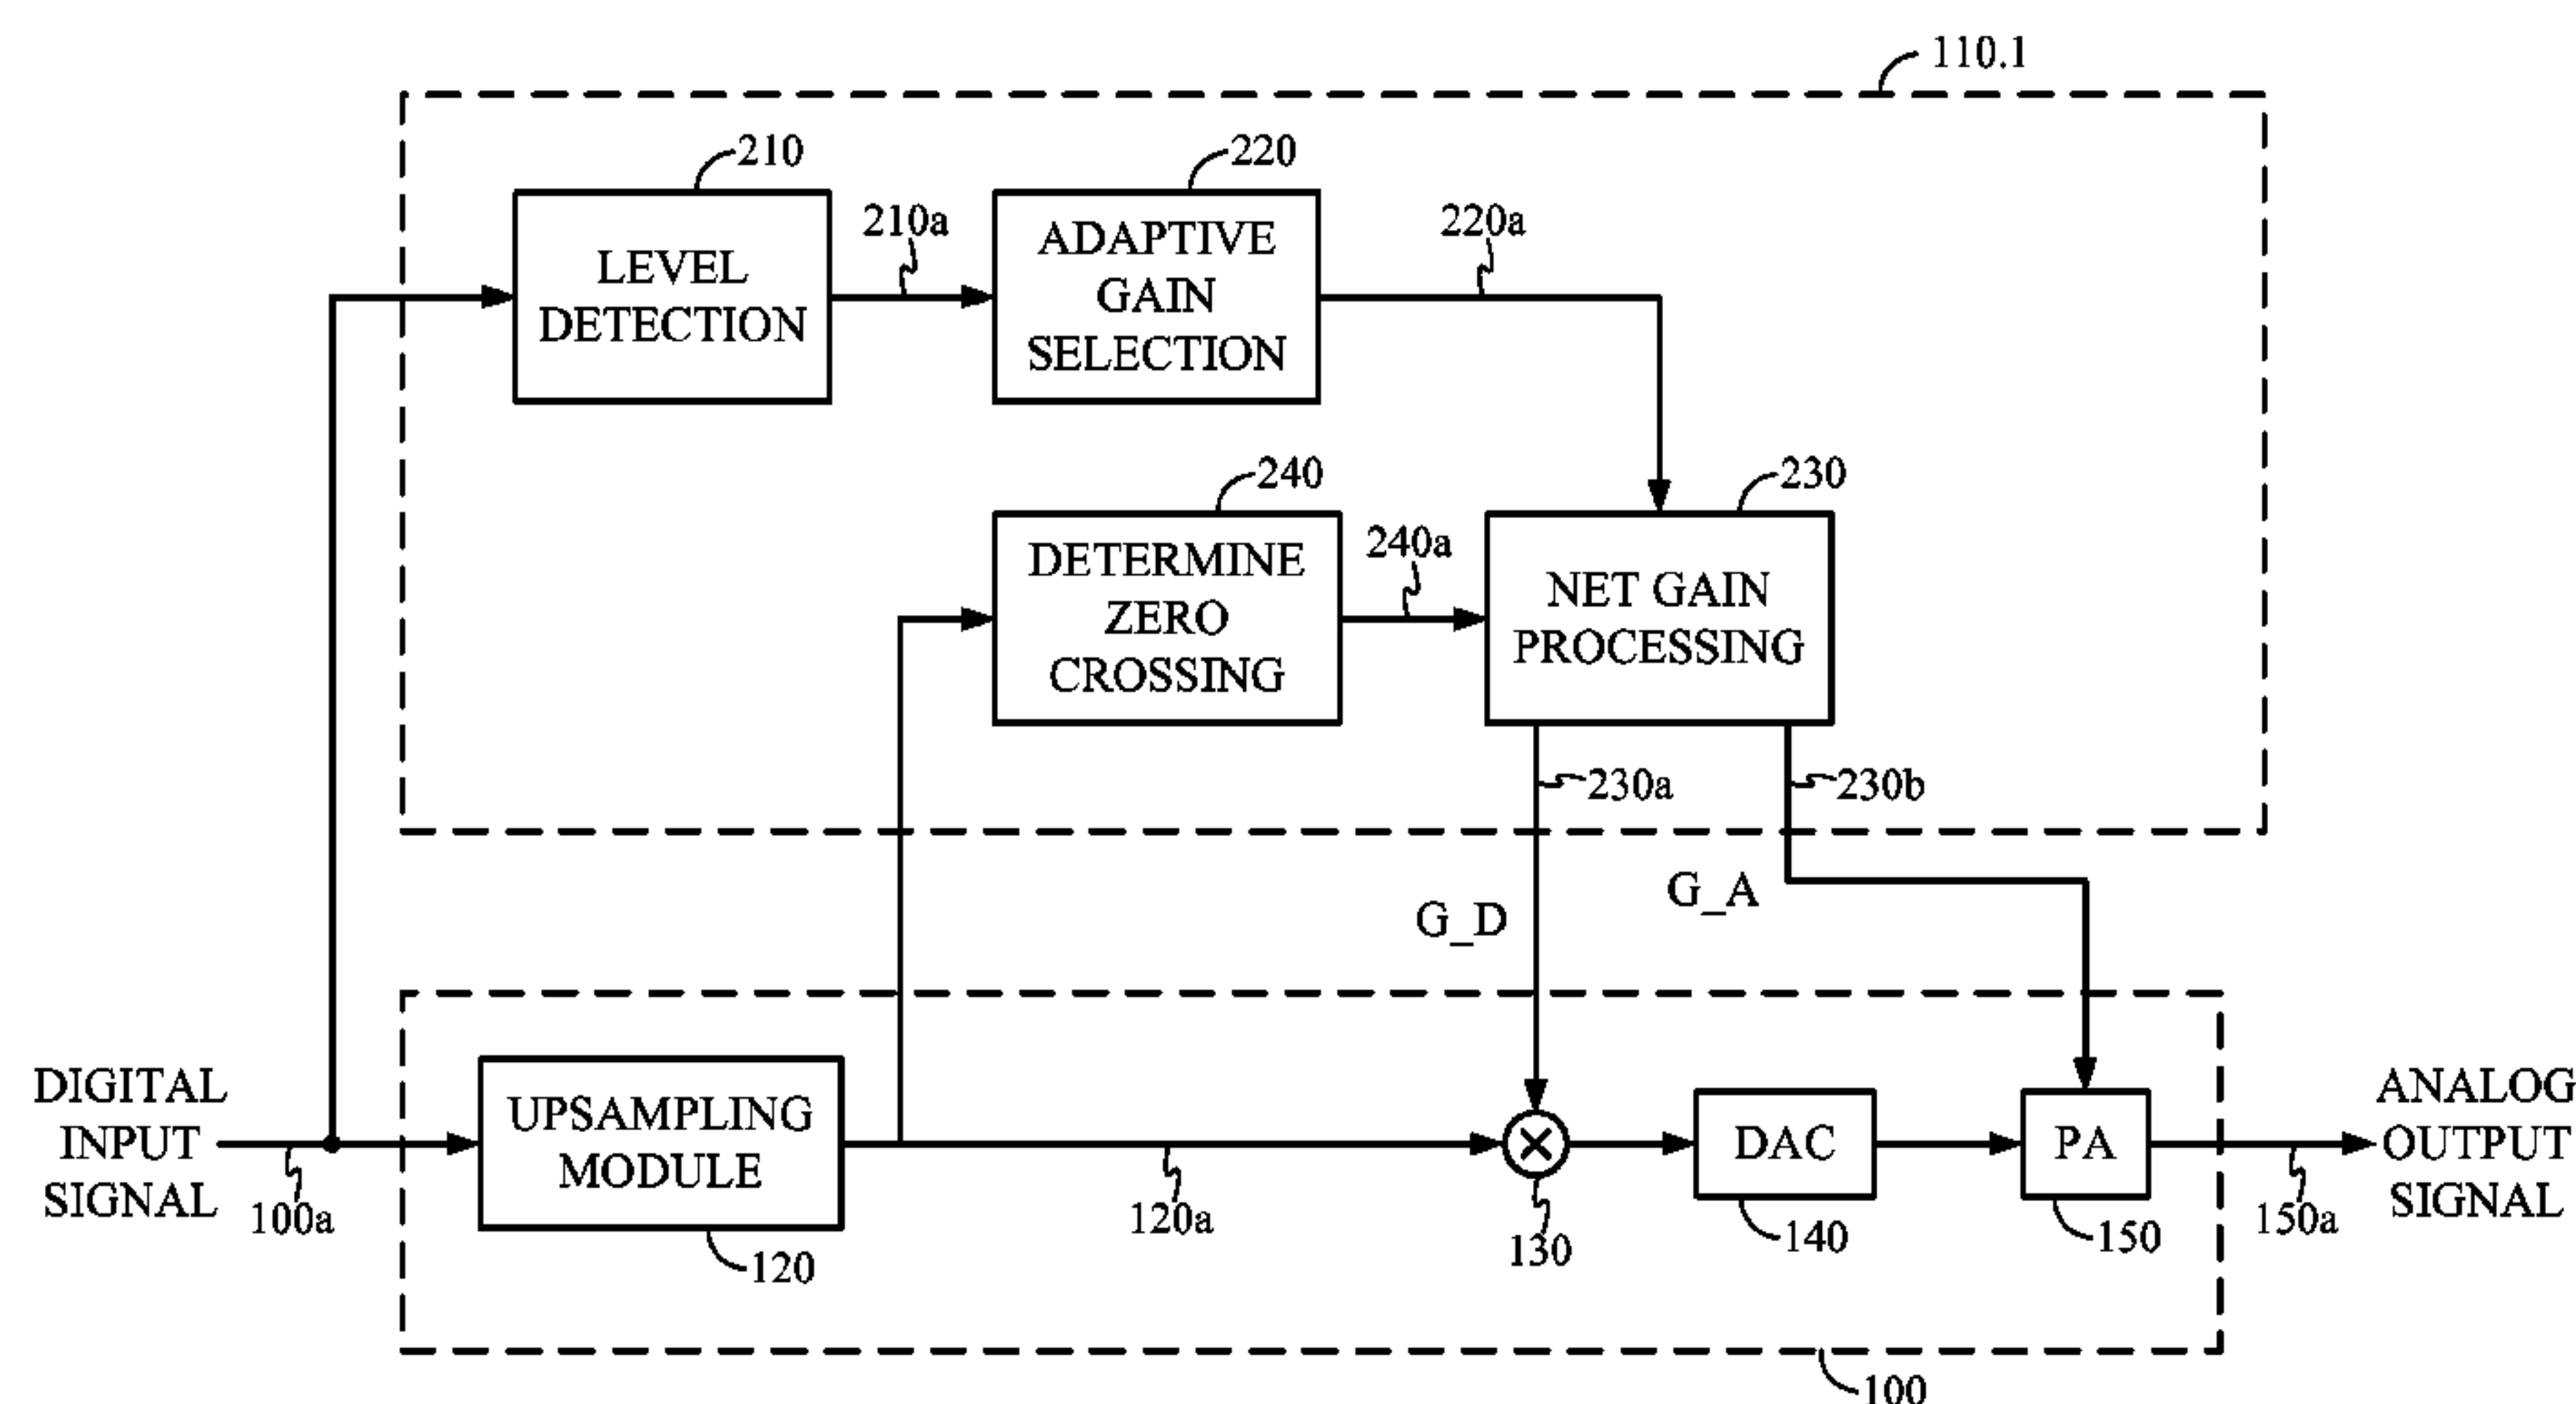 110.1
210
220
210a
220a
LEVEL
DETECTION
ADAPTIVE
GAIN
SELECTION
240
230
240a
DETERMINE
ZERO
CROSSING
NET GAIN
PROCESSING
230a
230b
G_D
G_A
DIGITAL
INPUT
SIGNAL
100a
UPSAMPLING
MODULE
120
120a
130
DAC
140
PA
150
150a
ANALOG
OUTPUT
SIGNAL
100